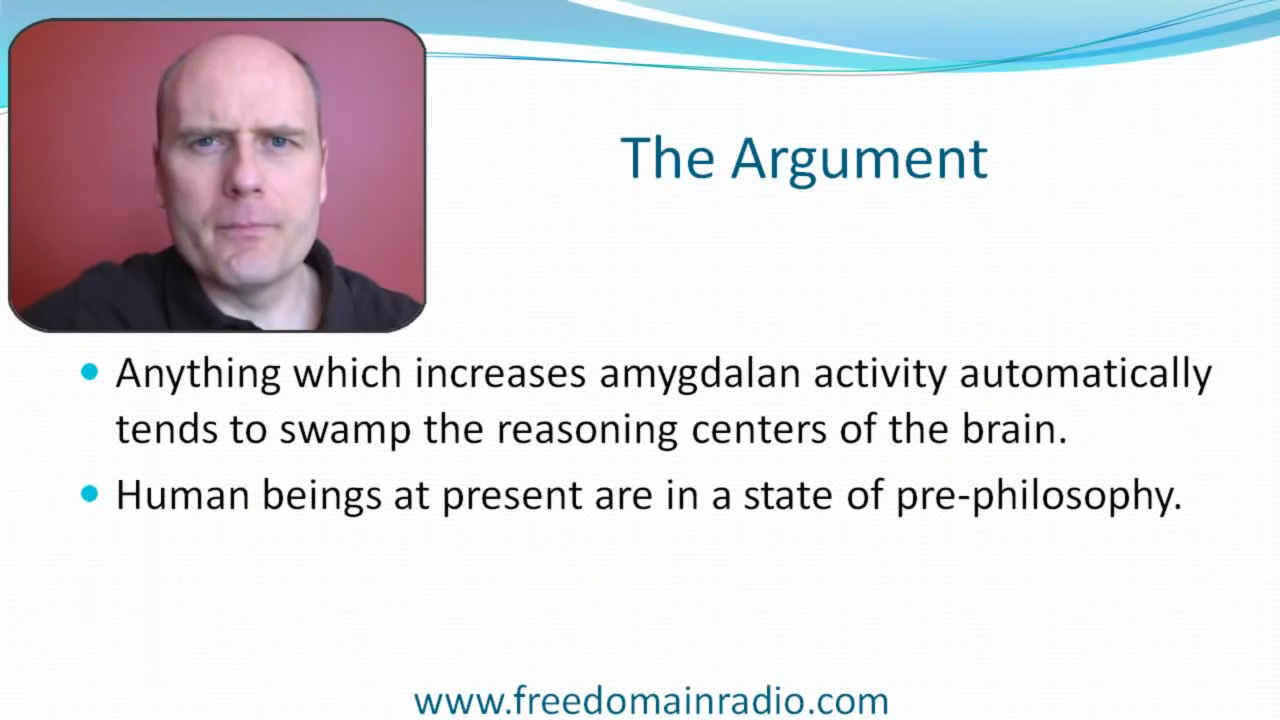 The Argument
Anything which increases amygdalan activity automatically
tends to swamp the reasoning centers of the brain.
Human beings at present are in a state of pre-philosophy.
www.freedomainradio.com